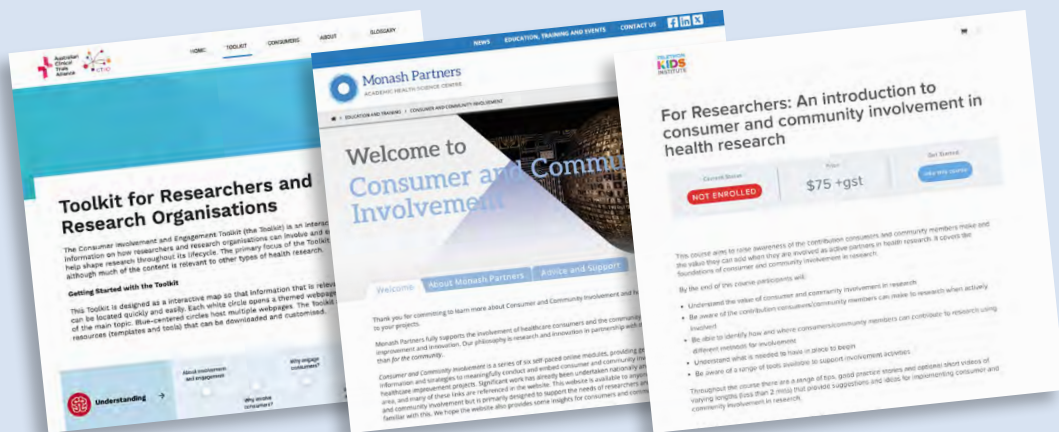 Australian
Clinical
Trials
Alliance
HOME
TOOLKIT
CONSUMERS
ABOUT
GLOSSARY
Toolkit for Researchers and
Research Organisations
The Consumer Involvement and Engagement Toolkit (the Toolkit) is an interac
information on how researchers and research organisations can involve and e
help shape research throughout its lifecycle. The primary focus of the Toolkit
although much of the content is relevant to other types of health research.
Getting Started with the Toolkit
This Toolkit is designed as a interactive map so that information that is relev
can be located quickly and easily. Each white circle opens a themed webpage
of the main topic. Blue-centered circles host multiple webpages. The Toolkit
resources (templates and tools) that can be downloaded and customised.
Understanding
About involvement
and engagement
Why involve
consumers?
Why engage
consumers?
NEWS
EDUCATION, TRAINING AND EVENTS
CONTACT US
Monash Partners
ACADEMIC HEALTH SCIENCE CENTRE
EDUCATION AND TRAINING
CONSUMER AND COMMUNITY INVOLVEMENT
Welcome to
Consumer and Commu
Involvement
Welcome
About Monash Partners
Advice and Support
Thank you for committing to learn more about Consumer and Community Involvement and h
to your projects.
Monash Partners fully supports the involvement of healthcare consumers and the community
improvement and innovation. Our philosophy is research and innovation in partnership with
than for the community.
Consumer and Community Involvement is a series of six self-paced online modules, providing
information and strategies to meaningfully conduct and embed consumer and community inv
healthcare improvement projects. Significant work has already been undertaken nationally an
area, and many of these links are referenced in the website. This website is available to anyon
and community involvement but is primarily designed to support the needs of researchers an
familiar with this. We hope the website also provides some insights for consumers and comm
KIDS
INSTITUTE
For Researchers: An introduction to
consumer and community involvement in
health research
Current Status
NOT ENROLLED
Price
$75 +gst
Get Started
Take this course
This course aims to raise awareness of the contribution consumers and community members make and
the value they can add when they are involved as active partners in health research. It covers the
foundations of consumer and community involvement in research.
By the end of this course participants will:
• Understand the value of consumer and community involvement in research
• Be aware of the contribution consumers/community members can make to research when actively
involved
• Be able to identify how and where consumers/community members can contribute to research using
different methods for involvement
• Understand what is needed to have in place to begin
• Be aware of a range of tools available to support involvement activities
Throughout the course there are a range of tips, good practice stories and optional short videos of
varying lengths (less than 2 mins) that provide suggestions and ideas for implementing consumer and
community involvement in research.